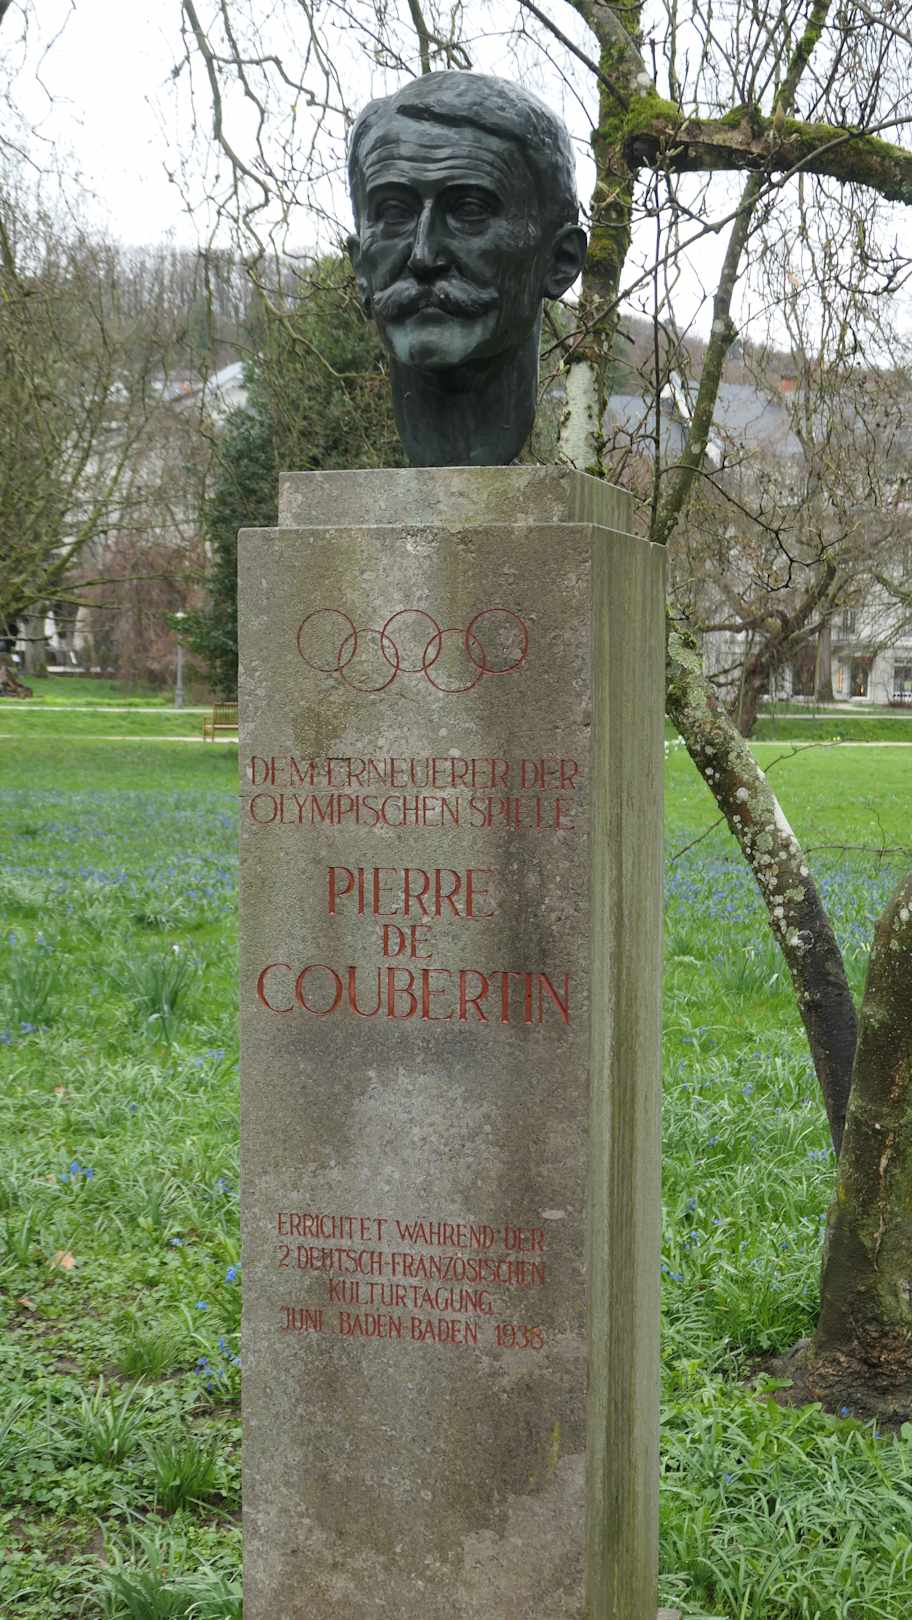 DEM ERNEUERER DER
OLYMPISCHEN SPIELE
PIERRE
DE
COUBERTIN
ERRICHTET WÄHREND DER
2. DEUTSCH-FRANZÖSISCHEN
KULTURTAGUNG
JUNI BADEN BADEN 1938